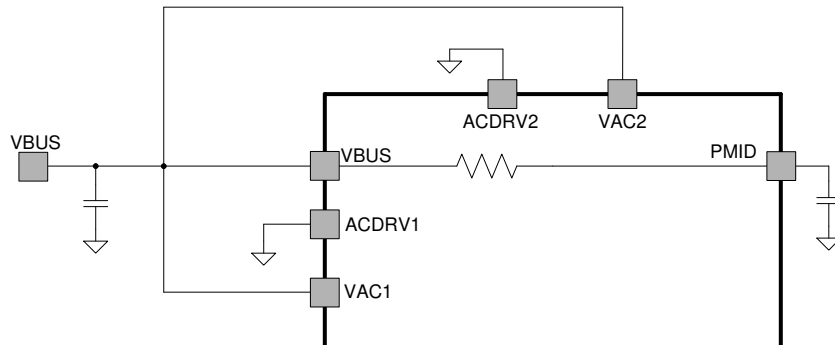 ACDRV2
VAC2
VBUS
VBUS
PMID
ACDRV1
VAC1